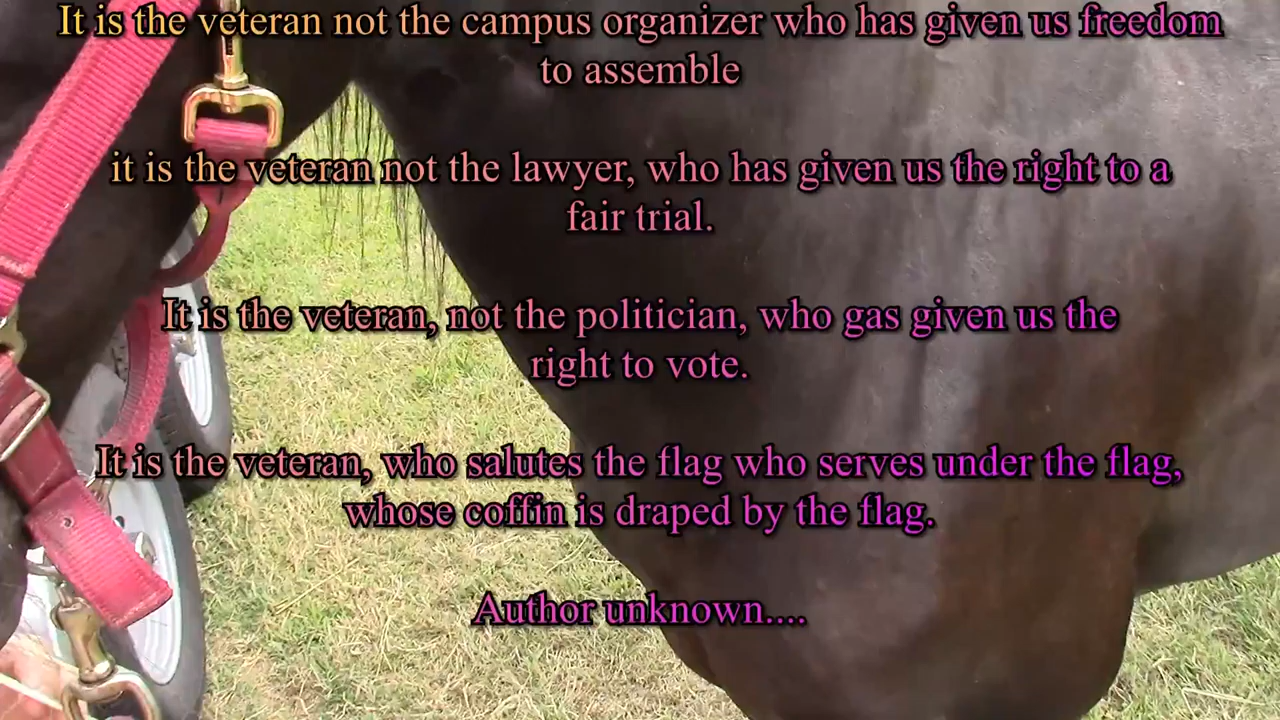 It is the veteran not the campus organizer who has given us freedom
to assemble
it is the veteran not the lawyer, who has given us the right to a
fair trial.
It is the veteran, not the politician, who gas given us the
right to vote.
It is the veteran, who salutes the flag who serves under the flag,
whose coffin is draped by the flag.
Author unknown....